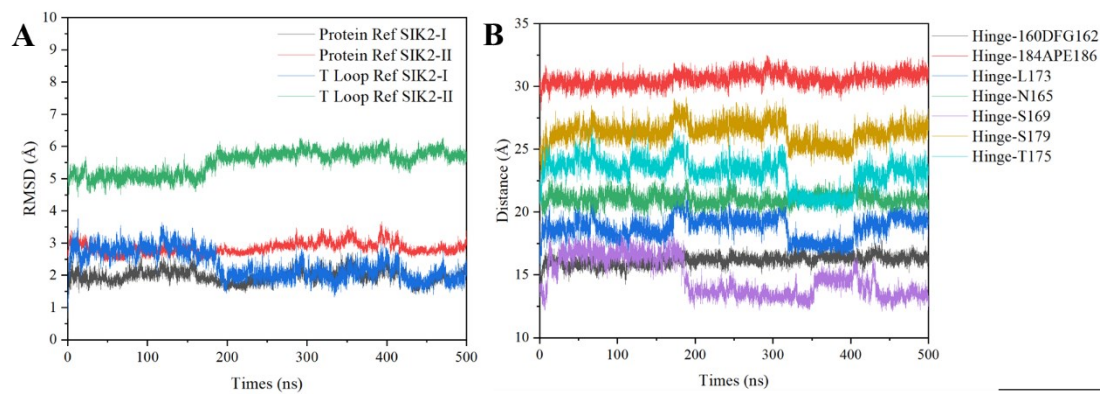 A
Protein Ref SIK2-I
Protein Ref SIK2-II
T Loop Ref SIK2-I
T Loop Ref SIK2-II
RMSD (Å)
10
9
8
7
6
5
4
3
2
1
0
0
100
200
300
400
500
Times (ns)
B
Hinge-160DFG162
Hinge-184APE186
Hinge-L173
Hinge-N165
Hinge-S169
Hinge-S179
Hinge-T175
Distance (Å)
35
30
25
20
15
10
0
100
200
300
400
500
Times (ns)